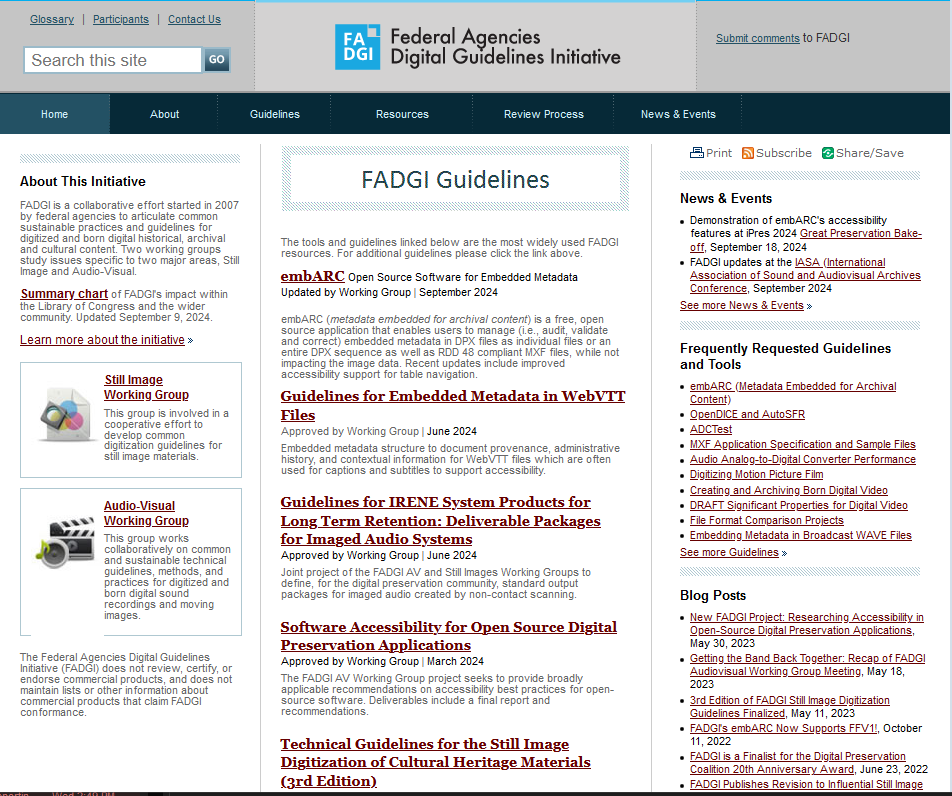 Glossary | Participants | Contact Us
Search this site
GO
FA
DGI
Federal Agencies
Digital Guidelines Initiative
Submit comments to FADGI
Home
About
Guidelines
Resources
Review Process
News & Events
About This Initiative
FADGI is a collaborative effort started in 2007
by federal agencies to articulate common
sustainable practices and guidelines for
digitized and born digital historical, archival
and cultural content. Two working groups
study issues specific to two major areas, Still
Image and Audio-Visual.
Summary chart of FADGI's impact within
the Library of Congress and the wider
community. Updated September 9, 2024.
Learn more about the initiative »
Still Image
Working Group
This group is involved in a
cooperative effort to
develop common
digitization guidelines for
still image materials.
Audio-Visual
Working Group
This group works
collaboratively on common
and sustainable technical
guidelines, methods, and
practices for digitized and
born digital sound
recordings and moving
images.
The Federal Agencies Digital Guidelines
Initiative (FADGI) does not review, certify, or
endorse commercial products, and does not
maintain lists or other information about
commercial products that claim FADGI
conformance.
FADGI Guidelines
The tools and guidelines linked below are the most widely used FADGI
resources. For additional guidelines please click the link above.
embARC Open Source Software for Embedded Metadata
Updated by Working Group | September 2024
embARC (metadata embedded for archival content) is a free, open
source application that enables users to manage (i.e., audit, validate
and correct) embedded metadata in DPX files as individual files or an
entire DPX sequence as well as RDD 48 compliant MXF files, while not
impacting the image data. Recent updates include improved
accessibility support for table navigation.
Guidelines for Embedded Metadata in WebVTT
Files
Approved by Working Group | June 2024
Embedded metadata structure to document provenance, administrative
history, and contextual information for WebVTT files which are often
used for captions and subtitles to support accessibility.
Guidelines for IRENE System Products for
Long Term Retention: Deliverable Packages
for Imaged Audio Systems
Approved by Working Group | June 2024
Joint project of the FADGI AV and Still Images Working Groups to
define, for the digital preservation community, standard output
packages for imaged audio created by non-contact scanning.
Software Accessibility for Open Source Digital
Preservation Applications
Approved by Working Group | March 2024
The FADGI AV Working Group project seeks to provide broadly
applicable recommendations on accessibility best practices for open-
source software. Deliverables include a final report and
recommendations.
Technical Guidelines for the Still Image
Digitization of Cultural Heritage Materials
(3rd Edition)
Print
Subscribe
Share/Save
News & Events
Demonstration of embARC's accessibility
features at iPres 2024 Great Preservation Bake-
off, September 18, 2024
FADGI updates at the IASA (International
Association of Sound and Audiovisual Archives
Conference, September 2024
See more News & Events »
Frequently Requested Guidelines
and Tools
embARC (Metadata Embedded for Archival
Content)
OpenDICE and AutoSFR
ADCTest
MXF Application Specification and Sample Files
Audio Analog-to-Digital Converter Performance
Digitizing Motion Picture Film
Creating and Archiving Born Digital Video
DRAFT Significant Properties for Digital Video
File Format Comparison Projects
Embedding Metadata in Broadcast WAVE Files
See more Guidelines »
Blog Posts
New FADGI Project: Researching Accessibility in
Open-Source Digital Preservation Applications,
May 30, 2023
Getting the Band Back Together: Recap of FADGI
Audiovisual Working Group Meeting, May 18,
2023
3rd Edition of FADGI Still Image Digitization
Guidelines Finalized, May 11, 2023
FADGI's embARC Now Supports FFV1!, October
11, 2022
FADGI is a Finalist for the Digital Preservation
Coalition 20th Anniversary Award, June 23, 2022
FADGI Publishes Revision to Influential Still Image